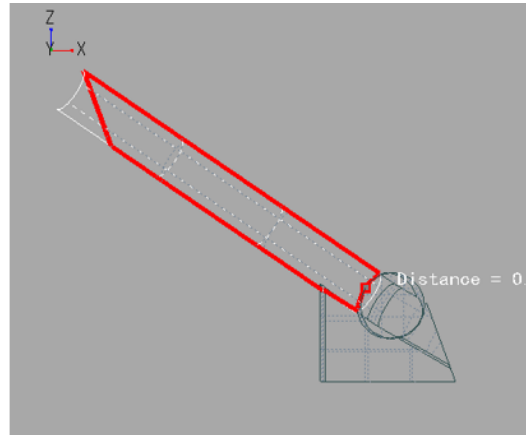 Z
Y X
Distance = 0.